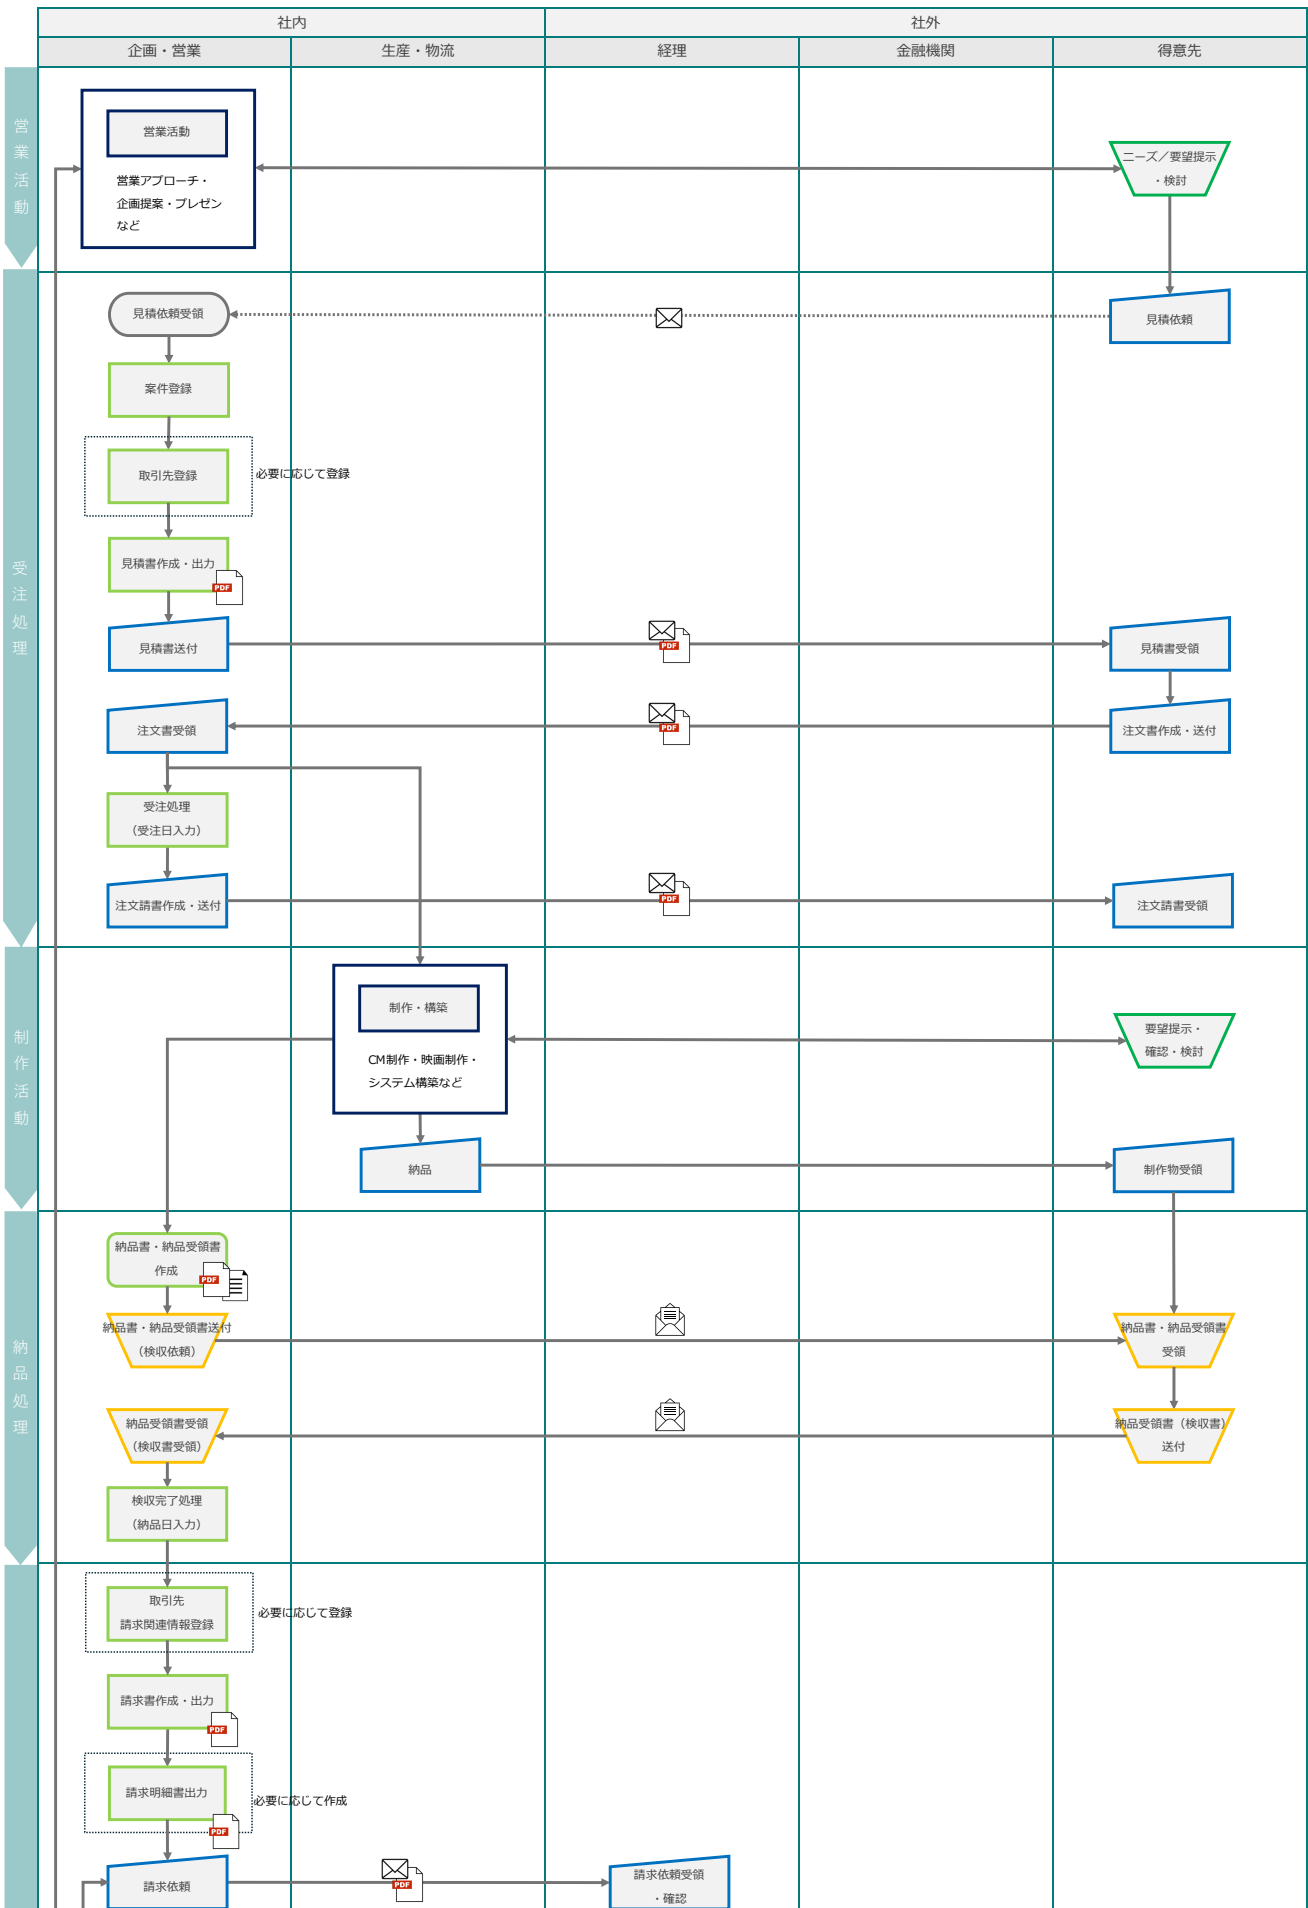 社内
社外
企画・営業
生産・物流
経理
金融機関
得意先
営業活動
営業活動
営業アプローチ・
企画提案・プレゼン
など
ニーズ／要望提示
・検討
受注処理
見積依頼受領
見積依頼
案件登録
取引先登録
必要に応じて登録
見積書作成・出力
PDF
見積書送付
PDF
見積書受領
注文書受領
PDF
注文書作成・送付
受注処理
（受注日入力）
注文請書作成・送付
PDF
注文請書受領
制作活動
制作・構築
CM制作・映画制作・
システム構築など
要望提示・
確認・検討
納品
制作物受領
納品処理
納品書・納品受領書
作成
PDF
納品書・納品受領書送付
（検収依頼）
納品書・納品受領書
受領
納品受領書受領
（検収書受領）
納品受領書（検収書）
送付
検収完了処理
（納品日入力）
取引先
請求関連情報登録
必要に応じて登録
請求書作成・出力
PDF
請求明細書出力
必要に応じて作成
PDF
請求依頼
PDF
請求依頼受領
・確認